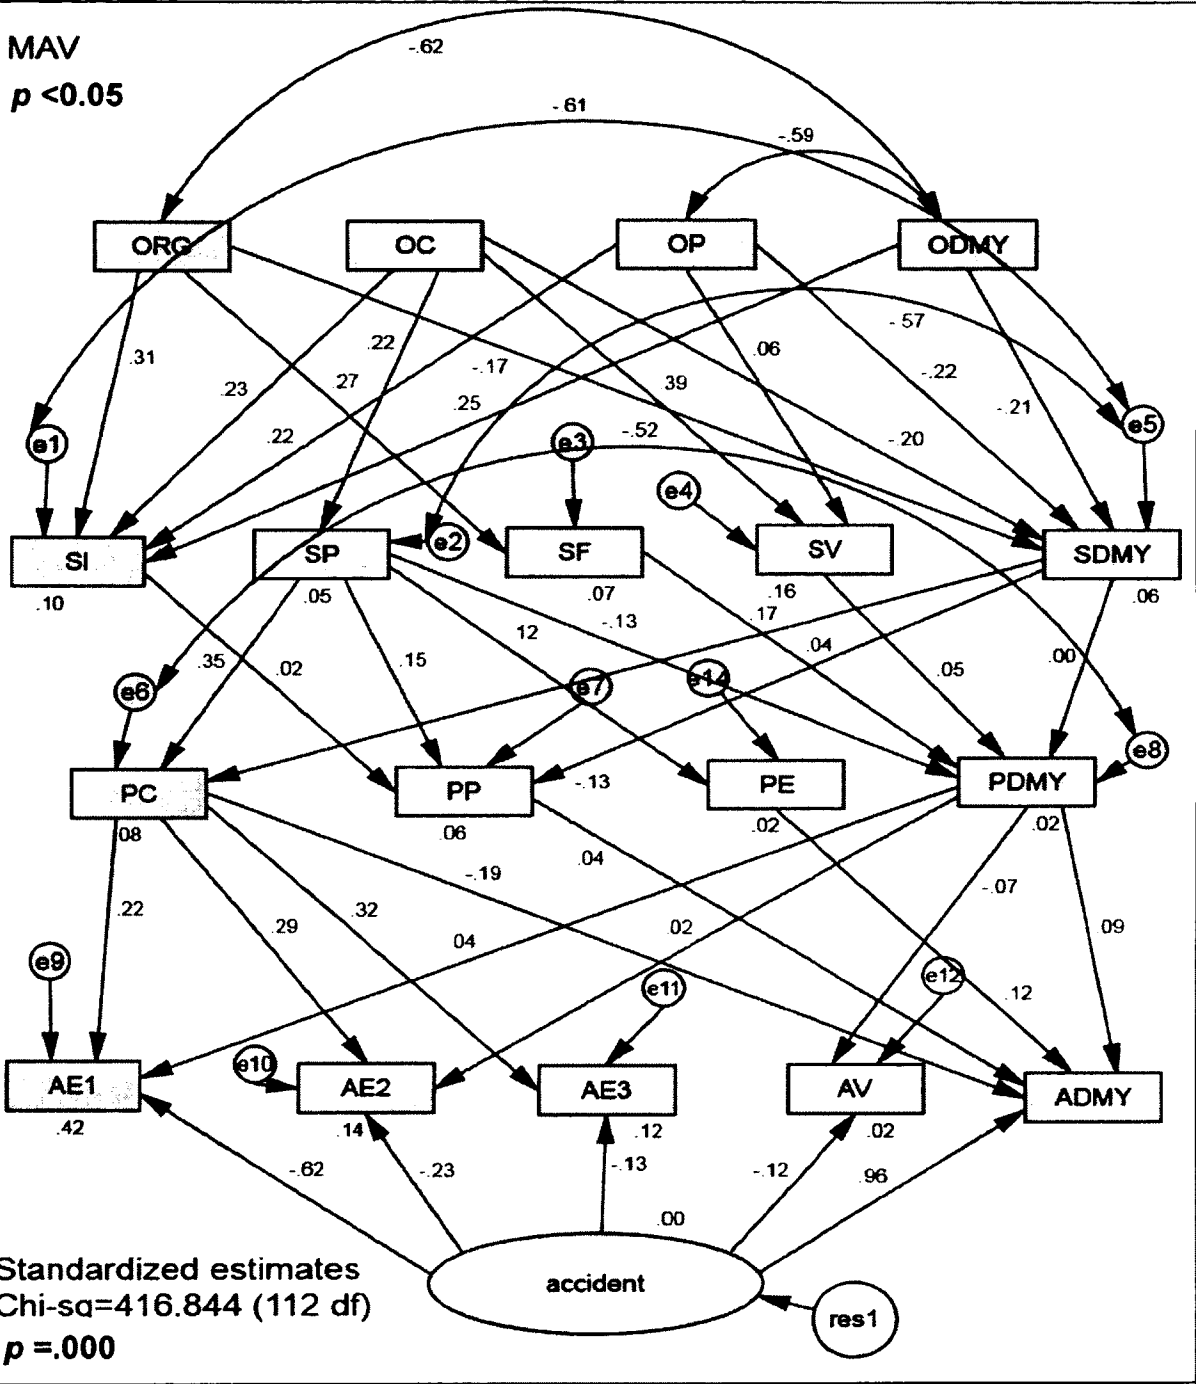 MAV
p <0.05
-.62
-.61
-.59
ORG
OC
OP
ODMY
.31
.23
.22
.27
-.17
.25
.22
.39
.06
-.57
-.22
-.21
-.20
-.52
e1
e2
e3
e4
e5
SI
SP
SF
SV
SDMY
.10
.05
.07
.16
.06
.35
.02
.15
12
-.13
.17
.04
.05
.00
e6
e7
e14
e8
PC
PP
PE
PDMY
08
.06
-.13
.02
.02
.22
.29
.32
-.19
.04
04
02
-.07
09
.12
e9
e10
e11
e12
AE1
AE2
AE3
AV
ADMY
.42
.14
.12
.02
-.62
-.23
-.13
-.12
.96
.00
accident
res1
Standardized estimates
Chi-sq=416.844 (112 df)
p =.000